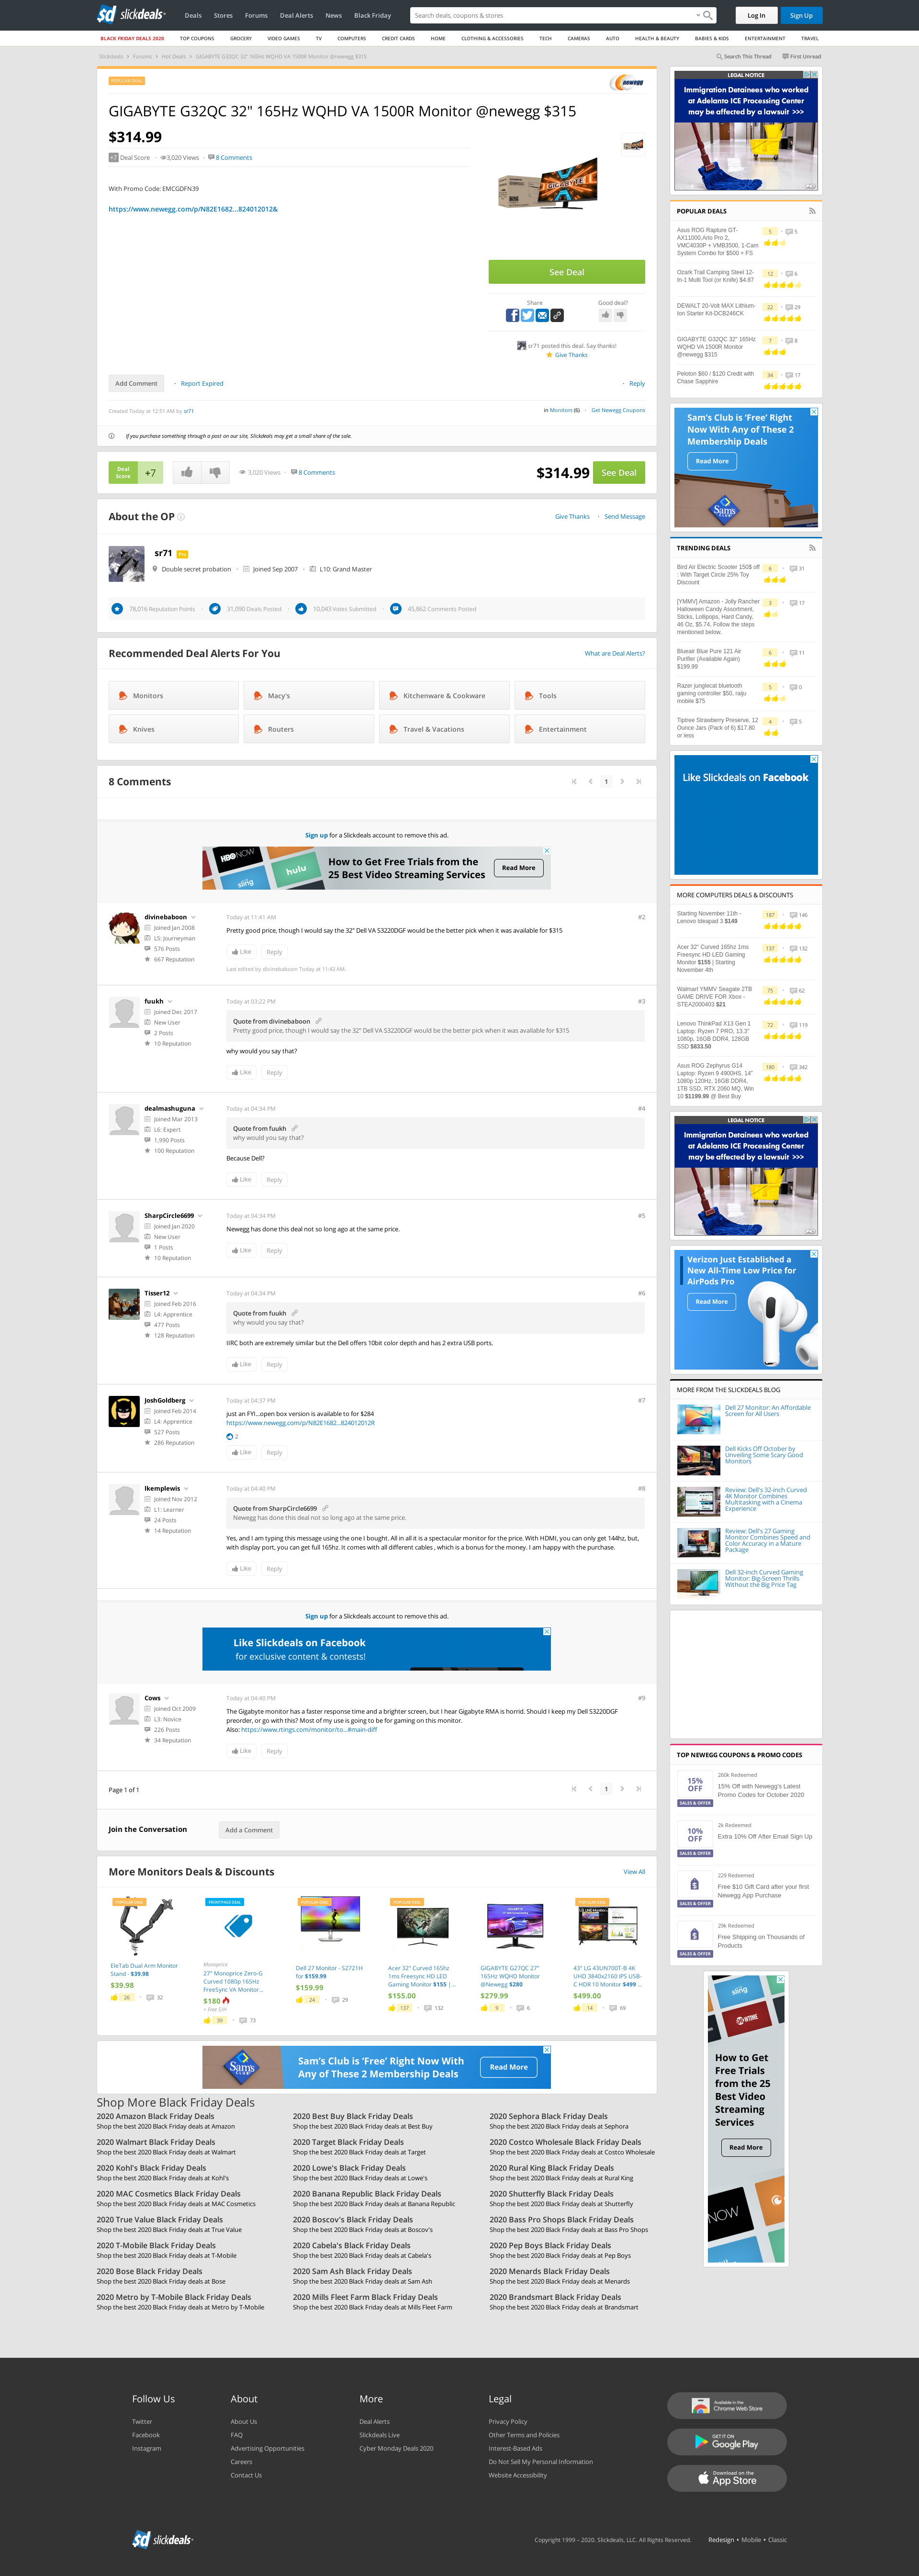 slickdeals
Deals Stores Forums Deal Alerts News Black Friday
Search deals, coupons & stores
Log In Sign Up
BLACK FRIDAY DEALS 2020 TOP COUPONS GROCERY VIDEO GAMES TV COMPUTERS CREDIT CARDS HOME CLOTHING & ACCESSORIES TECH CAMERAS AUTO HEALTH & BEAUTY BABIES & KIDS ENTERTAINMENT TRAVEL
Slickdeals > Forums > Hot Deals > GIGABYTE G32QC 32" 165Hz WQHD VA 1500R Monitor @newegg $315
Search This Thread First Unread
POPULAR DEAL
newegg
GIGABYTE G32QC 32" 165Hz WQHD VA 1500R Monitor @newegg $315
$314.99
+7 Deal Score 3,020 Views 8 Comments
With Promo Code: EMCGDFN39
https://www.newegg.com/p/N82E1682...824012012&
GIGABYTE
See Deal
Share Good deal?
sr71 posted this deal. Say thanks!
Give Thanks
Add Comment Report Expired Reply
Created Today at 12:51 AM by sr71
in Monitors (6) Get Newegg Coupons
If you purchase something through a post on our site, Slickdeals may get a small share of the sale.
Deal Score +7 3,020 Views 8 Comments $314.99 See Deal
About the OP
Give Thanks Send Message
sr71 Pro
Double secret probation Joined Sep 2007 L10: Grand Master
78,016 Reputation Points 31,090 Deals Posted 10,043 Votes Submitted 45,862 Comments Posted
Recommended Deal Alerts For You
What are Deal Alerts?
Monitors Macy's Kitchenware & Cookware Tools
Knives Routers Travel & Vacations Entertainment
8 Comments
1
Sign up for a Slickdeals account to remove this ad.
HBO NOW
hulu
sling
How to Get Free Trials from the
25 Best Video Streaming Services
Read More
divinebaboon
Joined Jan 2008
L5: Journeyman
576 Posts
667 Reputation
Today at 11:41 AM #2
Pretty good price, though I would say the 32" Dell VA S3220DGF would be the better pick when it was available for $315
Like Reply
Last edited by divinebaboon Today at 11:43 AM.
fuukh
Joined Dec 2017
New User
2 Posts
10 Reputation
Today at 03:22 PM #3
Quote from divinebaboon
Pretty good price, though I would say the 32" Dell VA S3220DGF would be the better pick when it was available for $315
why would you say that?
Like Reply
dealmashuguna
Joined Mar 2013
L6: Expert
1,990 Posts
100 Reputation
Today at 04:34 PM #4
Quote from fuukh
why would you say that?
Because Dell?
Like Reply
SharpCircle6699
Joined Jan 2020
New User
1 Posts
10 Reputation
Today at 04:34 PM #5
Newegg has done this deal not so long ago at the same price.
Like Reply
Tisser12
Joined Feb 2016
L4: Apprentice
477 Posts
128 Reputation
Today at 04:34 PM #6
Quote from fuukh
why would you say that?
IIRC both are extremely similar but the Dell offers 10bit color depth and has 2 extra USB ports.
Like Reply
JoshGoldberg
Joined Feb 2014
L4: Apprentice
527 Posts
286 Reputation
Today at 04:37 PM #7
just an FYI...open box version is available to for $284
https://www.newegg.com/p/N82E1682...824012012R
2
Like Reply
lkemplewis
Joined Nov 2012
L1: Learner
24 Posts
14 Reputation
Today at 04:40 PM #8
Quote from SharpCircle6699
Newegg has done this deal not so long ago at the same price.
Yes, and I am typing this message using the one I bought. All in all it is a spectacular monitor for the price. With HDMI, you can only get 144hz, but,
with display port, you can get full 165hz. It comes with all different cables , which is a bonus for the money. I am happy with the purchase.
Like Reply
Sign up for a Slickdeals account to remove this ad.
Like Slickdeals on Facebook
for exclusive content & contests!
Cows
Joined Oct 2009
L3: Novice
226 Posts
34 Reputation
Today at 04:40 PM #9
The Gigabyte monitor has a faster response time and a brighter screen, but I hear Gigabyte RMA is horrid. Should I keep my Dell S3220DGF
preorder, or go with this? Most of my use is going to be for gaming on this monitor.
Also: https://www.rtings.com/monitor/to...#main-diff
Like Reply
Page 1 of 1
1
Join the Conversation
Add a Comment
More Monitors Deals & Discounts
View All
POPULAR DEAL
EleTab Dual Arm Monitor
Stand - $39.98
$39.98
26 32
FRONTPAGE DEAL
Monoprice
27" Monoprice Zero-G
Curved 1080p 165Hz
FreeSync VA Monitor...
$180
+ Free S/H
39 73
POPULAR DEAL
Dell 27 Monitor - S2721H
for $159.99
$159.99
24 29
POPULAR DEAL
Acer 32" Curved 165hz
1ms Freesync HD LED
Gaming Monitor $155 |...
$155.00
137 132
GIGABYTE G27QC 27"
165Hz WQHD Monitor
@Newegg $280
$279.99
9 6
POPULAR DEAL
43" LG 43UN700T-B 4K
UHD 3840x2160 IPS USB-
C HDR 10 Monitor $499 ...
$499.00
14 69
Sam's Club
Sam's Club is 'Free' Right Now With
Any of These 2 Membership Deals
Read More
Shop More Black Friday Deals
2020 Amazon Black Friday Deals
Shop the best 2020 Black Friday deals at Amazon
2020 Best Buy Black Friday Deals
Shop the best 2020 Black Friday deals at Best Buy
2020 Sephora Black Friday Deals
Shop the best 2020 Black Friday deals at Sephora
2020 Walmart Black Friday Deals
Shop the best 2020 Black Friday deals at Walmart
2020 Target Black Friday Deals
Shop the best 2020 Black Friday deals at Target
2020 Costco Wholesale Black Friday Deals
Shop the best 2020 Black Friday deals at Costco Wholesale
2020 Kohl's Black Friday Deals
Shop the best 2020 Black Friday deals at Kohl's
2020 Lowe's Black Friday Deals
Shop the best 2020 Black Friday deals at Lowe's
2020 Rural King Black Friday Deals
Shop the best 2020 Black Friday deals at Rural King
2020 MAC Cosmetics Black Friday Deals
Shop the best 2020 Black Friday deals at MAC Cosmetics
2020 Banana Republic Black Friday Deals
Shop the best 2020 Black Friday deals at Banana Republic
2020 Shutterfly Black Friday Deals
Shop the best 2020 Black Friday deals at Shutterfly
2020 True Value Black Friday Deals
Shop the best 2020 Black Friday deals at True Value
2020 Boscov's Black Friday Deals
Shop the best 2020 Black Friday deals at Boscov's
2020 Bass Pro Shops Black Friday Deals
Shop the best 2020 Black Friday deals at Bass Pro Shops
2020 T-Mobile Black Friday Deals
Shop the best 2020 Black Friday deals at T-Mobile
2020 Cabela's Black Friday Deals
Shop the best 2020 Black Friday deals at Cabela's
2020 Pep Boys Black Friday Deals
Shop the best 2020 Black Friday deals at Pep Boys
2020 Bose Black Friday Deals
Shop the best 2020 Black Friday deals at Bose
2020 Sam Ash Black Friday Deals
Shop the best 2020 Black Friday deals at Sam Ash
2020 Menards Black Friday Deals
Shop the best 2020 Black Friday deals at Menards
2020 Metro by T-Mobile Black Friday Deals
Shop the best 2020 Black Friday deals at Metro by T-Mobile
2020 Mills Fleet Farm Black Friday Deals
Shop the best 2020 Black Friday deals at Mills Fleet Farm
2020 Brandsmart Black Friday Deals
Shop the best 2020 Black Friday deals at Brandsmart
LEGAL NOTICE
Immigration Detainees who worked
at Adelanto ICE Processing Center
may be affected by a lawsuit >>>
POPULAR DEALS
Asus ROG Rapture GT-
AX11000,Arlo Pro 2,
VMC4030P + VMB3500, 1-Cam
System Combo for $500 + FS
5 5
Ozark Trail Camping Steel 12-
in-1 Multi Tool (or Knife) $4.87
12 6
DEWALT 20-Volt MAX Lithium-
Ion Starter Kit-DCB246CK
22 29
GIGABYTE G32QC 32" 165Hz
WQHD VA 1500R Monitor
@newegg $315
7 8
Peloton $60 / $120 Credit with
Chase Sapphire
34 17
Sam's Club is 'Free' Right
Now With Any of These 2
Membership Deals
Read More
Sam's
TRENDING DEALS
Bird Air Electric Scooter 150$ off
: With Target Circle 25% Toy
Discount
6 31
[YMMV] Amazon - Jolly Rancher
Halloween Candy Assortment,
Sticks, Lollipops, Hard Candy,
46 Oz, $5.74, Follow the steps
mentioned below.
3 17
Blueair Blue Pure 121 Air
Purifier (Available Again)
$199.99
6 11
Razer junglecat bluetooth
gaming controller $50, raiju
mobile $75
5 0
Tiptree Strawberry Preserve, 12
Ounce Jars (Pack of 6) $17.80
or less
4 5
Like Slickdeals on Facebook
MORE COMPUTERS DEALS & DISCOUNTS
Starting November 11th -
Lenovo Ideapad 3 $149
187 146
Acer 32" Curved 165hz 1ms
Freesync HD LED Gaming
Monitor $155 | Starting
November 4th
137 132
Walmart YMMV Seagate 2TB
GAME DRIVE FOR Xbox -
STEA2000403 $21
75 62
Lenovo ThinkPad X13 Gen 1
Laptop: Ryzen 7 PRO, 13.3"
1080p, 16GB DDR4, 128GB
SSD $833.50
72 119
Asus ROG Zephyrus G14
Laptop: Ryzen 9 4900HS, 14"
1080p 120Hz, 16GB DDR4,
1TB SSD, RTX 2060 MQ, Win
10 $1199.99 @ Best Buy
180 342
LEGAL NOTICE
Immigration Detainees who worked
at Adelanto ICE Processing Center
may be affected by a lawsuit >>>
Verizon Just Established a
New All-Time Low Price for
AirPods Pro
Read More
MORE FROM THE SLICKDEALS BLOG
Dell 27 Monitor: An Affordable
Screen for All Users
Dell Kicks Off October by
Unveiling Some Scary Good
Monitors
Review: Dell's 32-inch Curved
4K Monitor Combines
Multitasking with a Cinema
Experience
Review: Dell's 27 Gaming
Monitor Combines Speed and
Color Accuracy in a Mature
Package
Dell 32-inch Curved Gaming
Monitor: Big-Screen Thrills
Without the Big Price Tag
TOP NEWEGG COUPONS & PROMO CODES
15%
OFF
SALES & OFFER
260k Redeemed
15% Off with Newegg's Latest
Promo Codes for October 2020
10%
OFF
SALES & OFFER
2k Redeemed
Extra 10% Off After Email Sign Up
SALES & OFFER
229 Redeemed
Free $10 Gift Card after your first
Newegg App Purchase
SALES & OFFER
29k Redeemed
Free Shipping on Thousands of
Products
sling
SHOWTIME
How to Get
Free Trials
from the 25
Best Video
Streaming
Services
Read More
NOW
Follow Us
Twitter
Facebook
Instagram
About
About Us
FAQ
Advertising Opportunities
Careers
Contact Us
More
Deal Alerts
Slickdeals Live
Cyber Monday Deals 2020
Legal
Privacy Policy
Other Terms and Policies
Interest-Based Ads
Do Not Sell My Personal Information
Website Accessibility
Available in the
Chrome Web Store
GET IT ON
Google Play
Download on the
App Store
slickdeals
Copyright 1999 – 2020. Slickdeals, LLC. All Rights Reserved. Redesign • Mobile • Classic